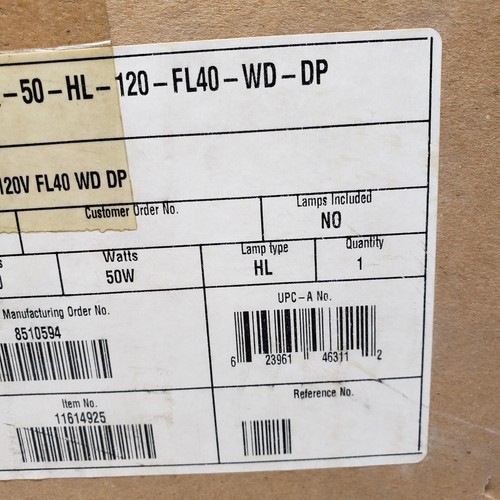 -50-HL-120-FL40-WD-DP
120V FL40 WD DP
Customer Order No.
Lamps Included
NO
Watts
50W
Lamp type
HL
Quantity
1
Manufacturing Order No.
8510594
UPC-A No.
6 23961 46311 2
Item No.
11614925
Reference No.